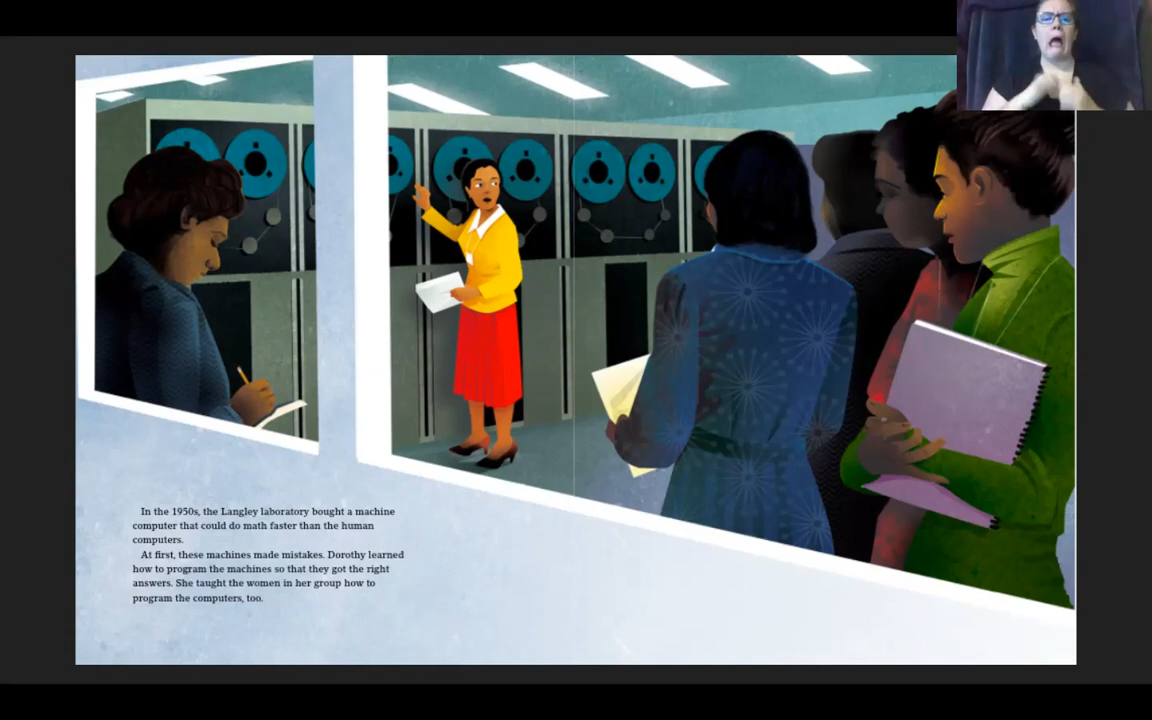 In the 1950s, the Langley laboratory bought a machine
computer that could do math faster than the human
computers.
At first, these machines made mistakes. Dorothy learned
how to program the machines so that they got the right
answers. She taught the women in her group how to
program the computers, too.